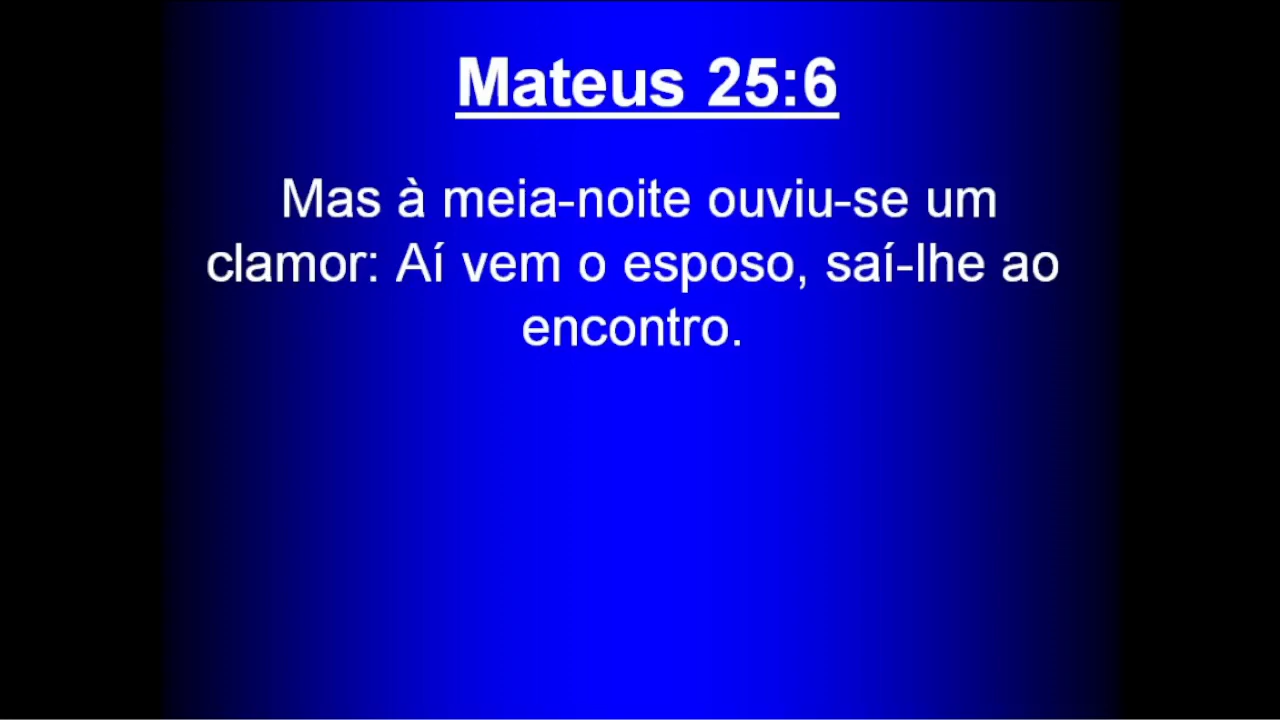 Mateus 25:6
Mas à meia-noite ouviu-se um
clamor: Aí vem o esposo, saí-lhe ao
encontro.